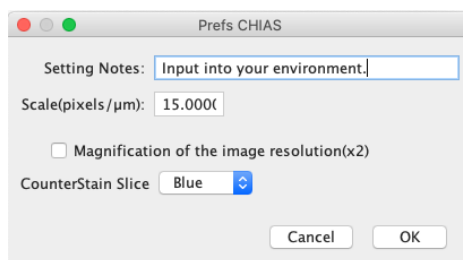 Prefs CHIAS
Setting Notes: Input into your environment.
Scale(pixels/μm): 15.000(
Magnification of the image resolution(x2)
CounterStain Slice Blue
Cancel OK